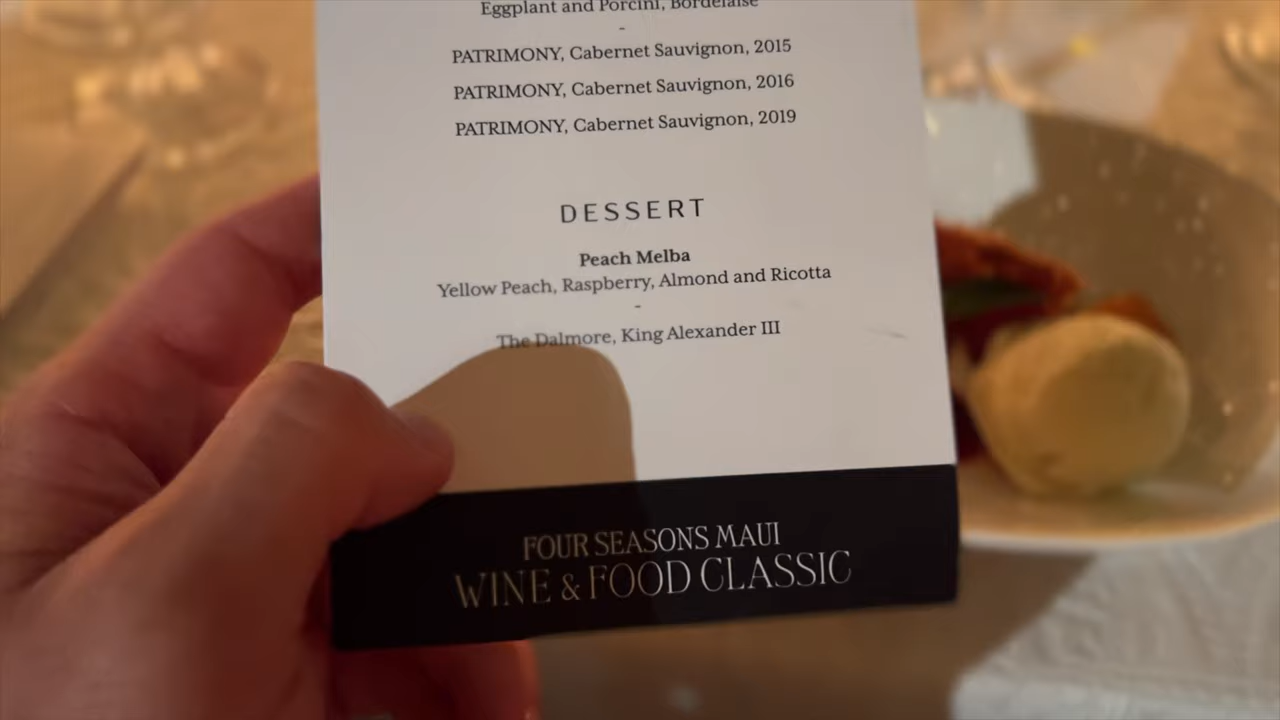 Eggplant and Porcini, Bordelaise
-
PATRIMONY, Cabernet Sauvignon, 2015
PATRIMONY, Cabernet Sauvignon, 2016
PATRIMONY, Cabernet Sauvignon, 2019
DESSERT
Peach Melba
Yellow Peach, Raspberry, Almond and Ricotta
-
The Dalmore, King Alexander III
FOUR SEASONS MAUI
WINE & FOOD CLASSIC